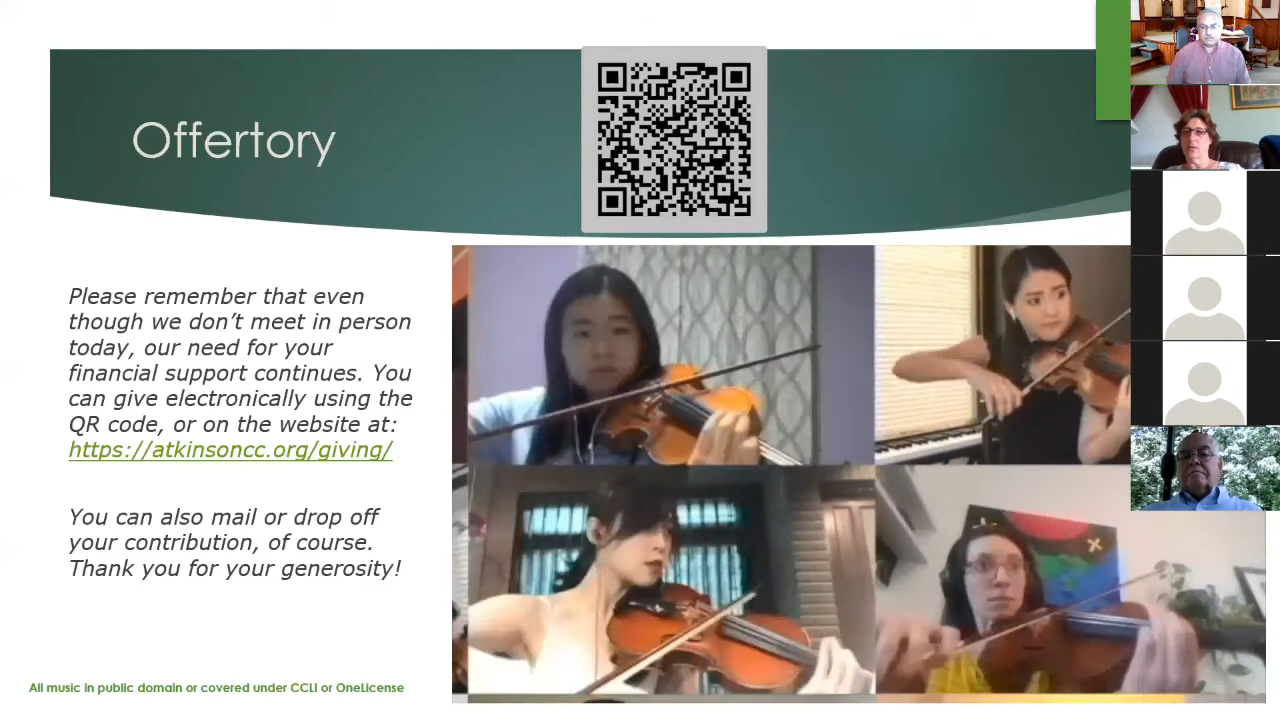 Offertory
Please remember that even
though we don’t meet in person
today, our need for your
financial support continues. You
can give electronically using the
QR code, or on the website at:
https://atkinsoncc.org/giving/
You can also mail or drop off
your contribution, of course.
Thank you for your generosity!
All music in public domain or covered under CCLI or OneLicense